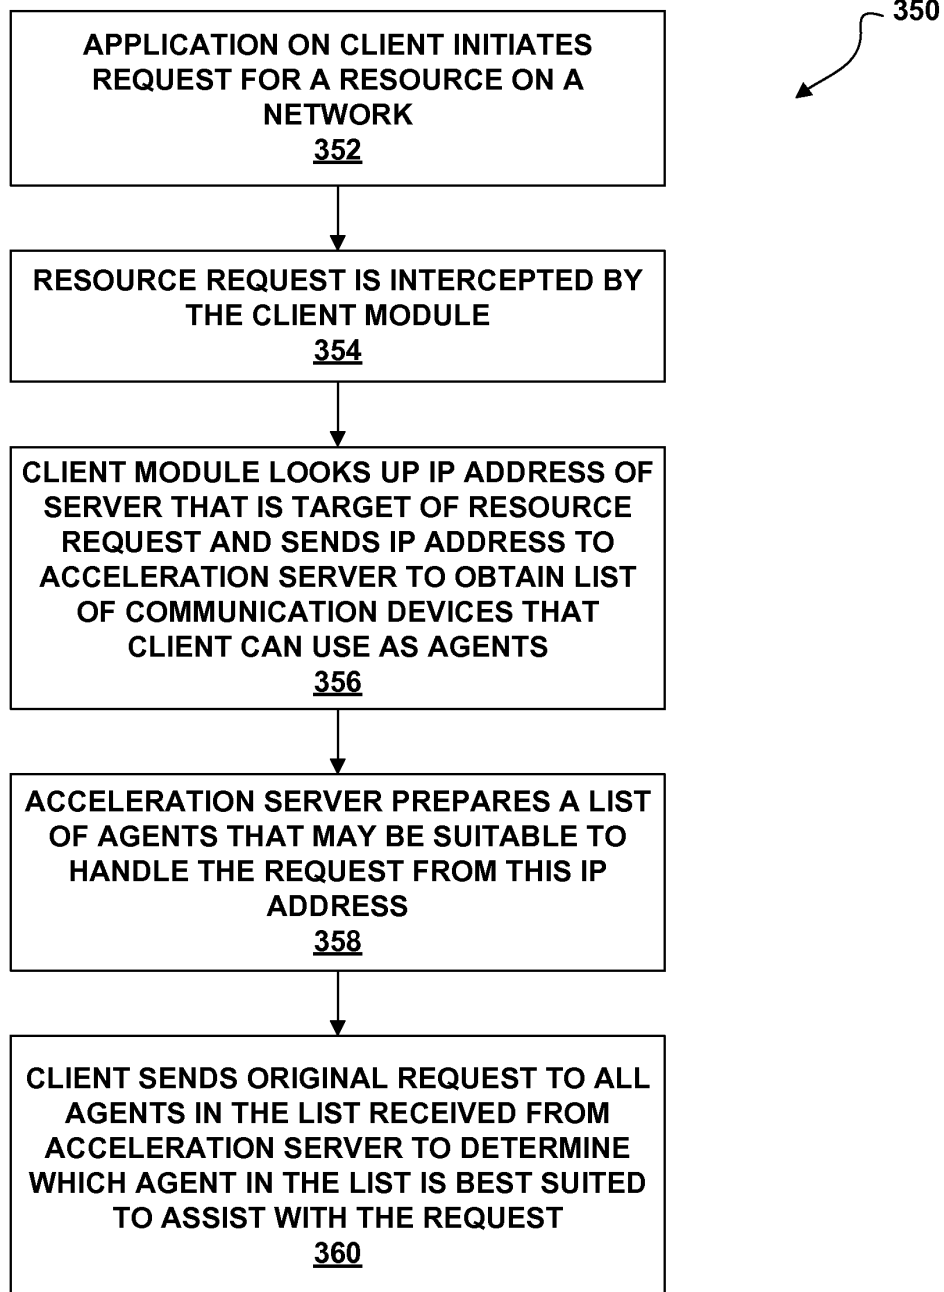 350
APPLICATION ON CLIENT INITIATES
REQUEST FOR A RESOURCE ON A
NETWORK
352
RESOURCE REQUEST IS INTERCEPTED BY
THE CLIENT MODULE
354
CLIENT MODULE LOOKS UP IP ADDRESS OF
SERVER THAT IS TARGET OF RESOURCE
REQUEST AND SENDS IP ADDRESS TO
ACCELERATION SERVER TO OBTAIN LIST
OF COMMUNICATION DEVICES THAT
CLIENT CAN USE AS AGENTS
356
ACCELERATION SERVER PREPARES A LIST
OF AGENTS THAT MAY BE SUITABLE TO
HANDLE THE REQUEST FROM THIS IP
ADDRESS
358
CLIENT SENDS ORIGINAL REQUEST TO ALL
AGENTS IN THE LIST RECEIVED FROM
ACCELERATION SERVER TO DETERMINE
WHICH AGENT IN THE LIST IS BEST SUITED
TO ASSIST WITH THE REQUEST
360